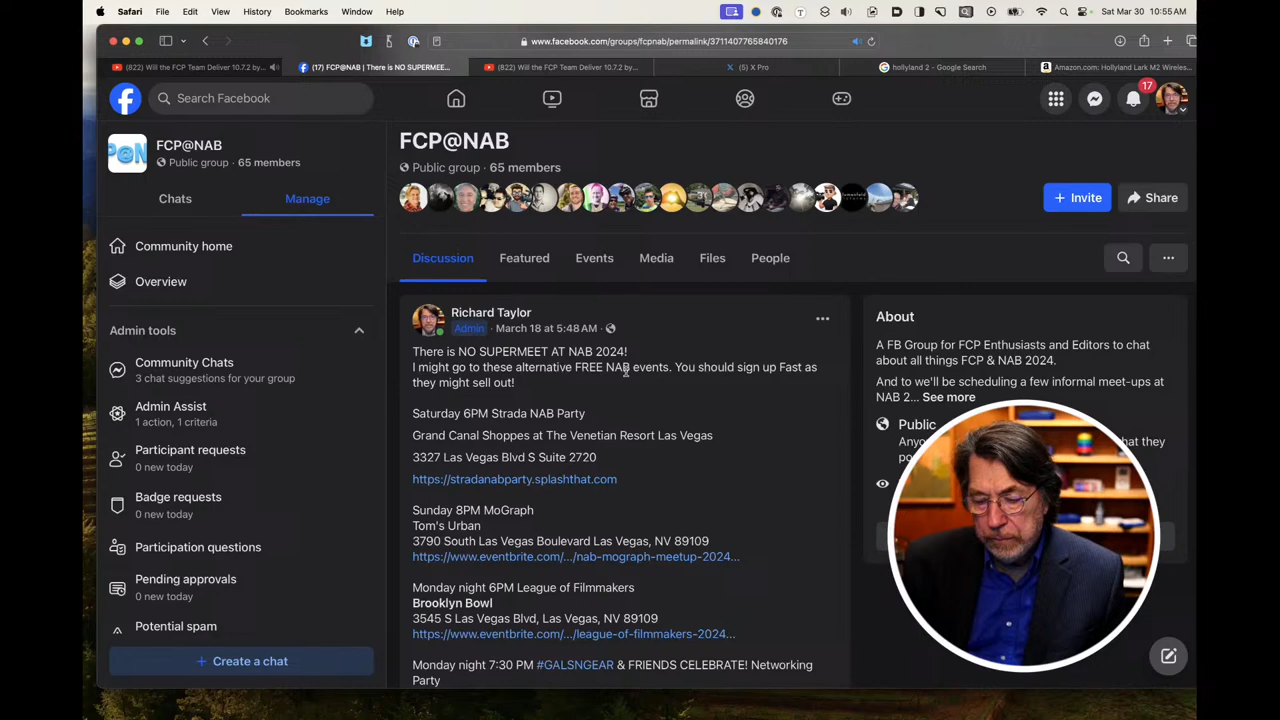 Safari File Edit View History Bookmarks Window Help Sat Mar 30 10:55 AM
www.facebook.com/groups/fcpnab/permalink/3711407765840176
(822) Will the FCP Team Deliver 10.7.2 by...
(17) FCP@NAB | There is NO SUPERMEE...
(822) Will the FCP Team Deliver 10.7.2 by...
(5) X Pro
hollyland 2 - Google Search
Amazon.com: Hollyland Lark M2 Wireles...
Search Facebook
17
FCP@NAB
Public group · 65 members
Chats Manage
Community home
Overview
Admin tools
Community Chats
3 chat suggestions for your group
Admin Assist
1 action, 1 criteria
Participant requests
0 new today
Badge requests
0 new today
Participation questions
Pending approvals
0 new today
Potential spam
+ Create a chat
FCP@NAB
Public group · 65 members
+ Invite Share
Discussion Featured Events Media Files People
Richard Taylor
Admin · March 18 at 5:48 AM ·
There is NO SUPERMEET AT NAB 2024!
I might go to these alternative FREE NAB events. You should sign up Fast as
they might sell out!
Saturday 6PM Strada NAB Party
Grand Canal Shoppes at The Venetian Resort Las Vegas
3327 Las Vegas Blvd S Suite 2720
https://stradanabparty.splashthat.com
Sunday 8PM MoGraph
Tom's Urban
3790 South Las Vegas Boulevard Las Vegas, NV 89109
https://www.eventbrite.com/.../nab-mograph-meetup-2024...
Monday night 6PM League of Filmmakers
Brooklyn Bowl
3545 S Las Vegas Blvd, Las Vegas, NV 89109
https://www.eventbrite.com/.../league-of-filmmakers-2024...
Monday night 7:30 PM #GALSNGEAR & FRIENDS CELEBRATE! Networking
Party
About
A FB Group for FCP Enthusiasts and Editors to chat
about all things FCP & NAB 2024.
And to we'll be scheduling a few informal meet-ups at
NAB 2... See more
Public